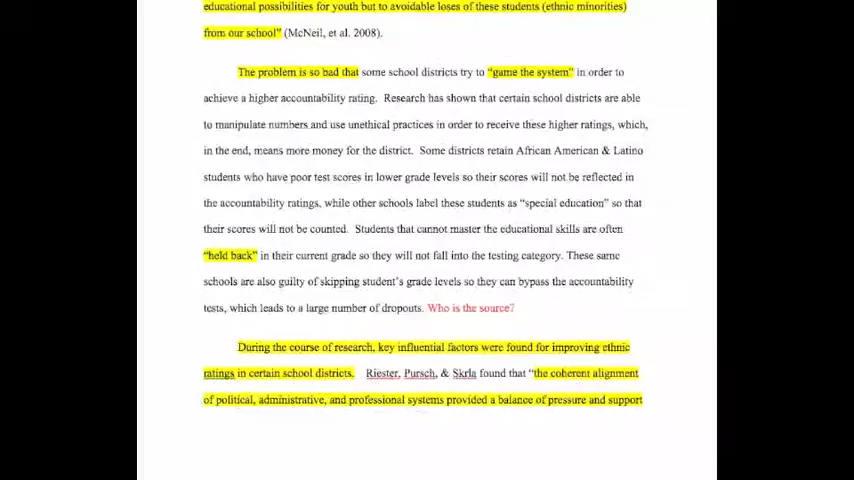 educational possibilities for youth but to avoidable loses of these students (ethnic minorities)
from our school” (McNeil, et al. 2008).
The problem is so bad that some school districts try to “game the system” in order to
achieve a higher accountability rating. Research has shown that certain school districts are able
to manipulate numbers and use unethical practices in order to receive these higher ratings, which,
in the end, means more money for the district. Some districts retain African American & Latino
students who have poor test scores in lower grade levels so their scores will not be reflected in
the accountability ratings, while other schools label these students as “special education” so that
their scores will not be counted. Students that cannot master the educational skills are often
“held back” in their current grade so they will not fall into the testing category. These same
schools are also guilty of skipping student’s grade levels so they can bypass the accountability
tests, which leads to a large number of dropouts. Who is the source?
During the course of research, key influential factors were found for improving ethnic
ratings in certain school districts. Riester, Pursch, & Skrla found that “the coherent alignment
of political, administrative, and professional systems provided a balance of pressure and support